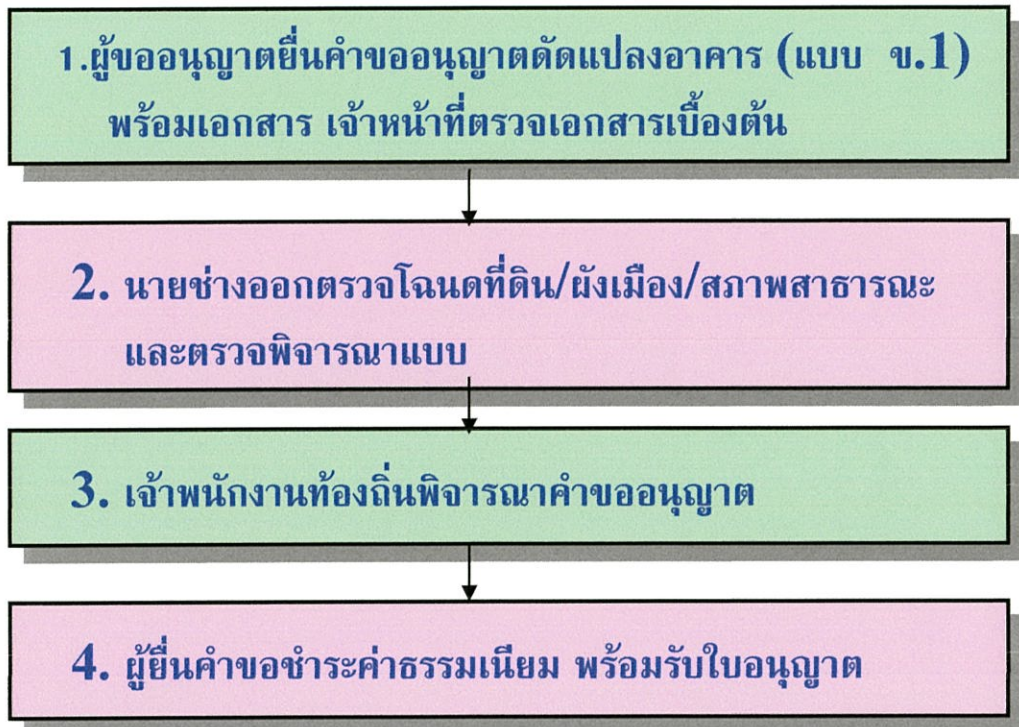 1.ผู้ขออนุญาตยื่นคำขออนุญาตดัดแปลงอาคาร (แบบ ข.1)
พร้อมเอกสาร เจ้าหน้าที่ตรวจเอกสารเบื้องต้น
2. นายช่างออกตรวจโฉนดที่ดิน/ผังเมือง/สภาพสาธารณะ
และตรวจพิจารณาแบบ
3. เจ้าพนักงานท้องถิ่นพิจารณาคำขออนุญาต
4. ผู้ยื่นคำขอชำระค่าธรรมเนียม พร้อมรับใบอนุญาต